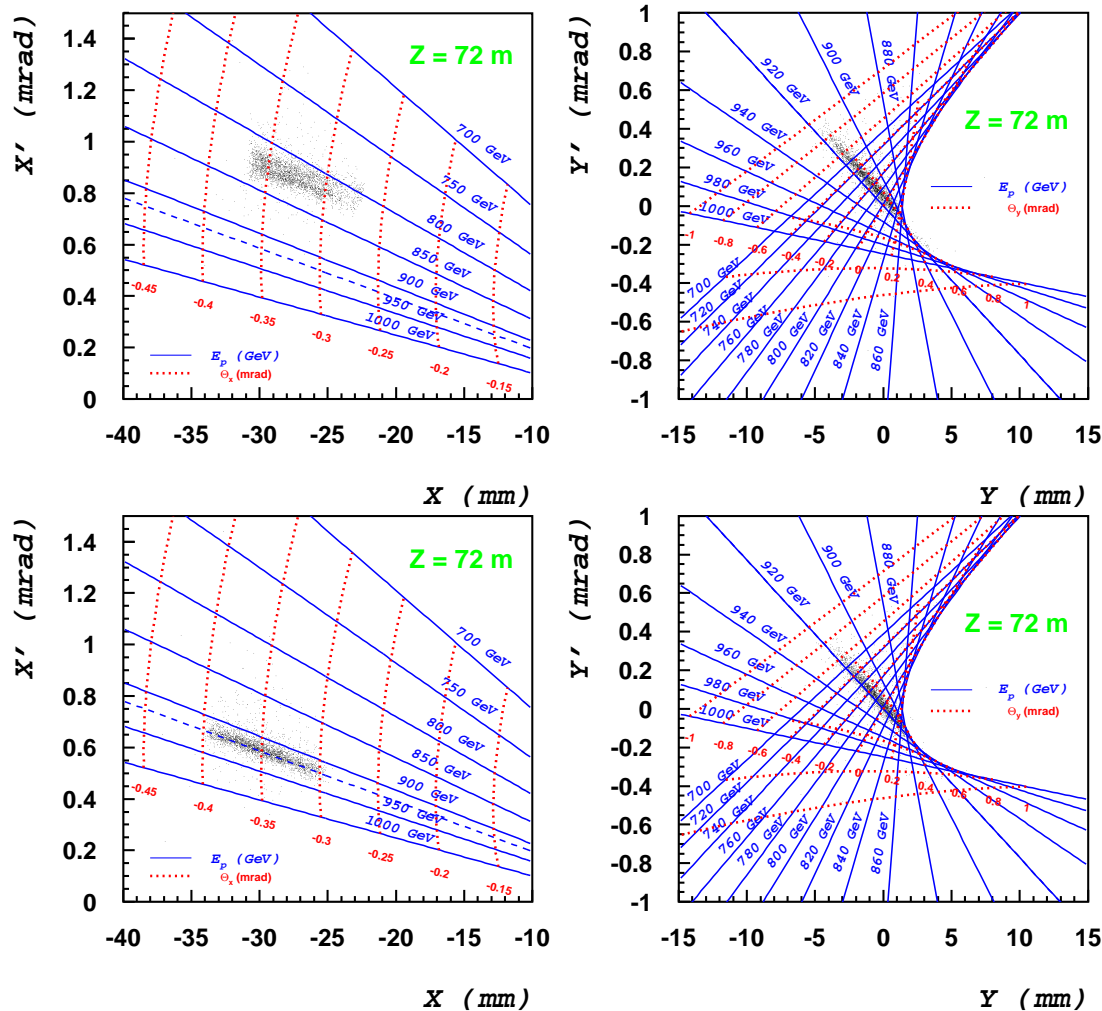 X′ (mrad)
Z = 72 m
1.4
1.2
1
0.8
0.6
0.4
0.2
0
700 GeV
750 GeV
800 GeV
850 GeV
900 GeV
950 GeV
1000 GeV
-0.45
-0.4
-0.35
-0.3
-0.25
-0.2
-0.15
E_p (GeV)
Θ_x (mrad)
-40 -35 -30 -25 -20 -15 -10
X (mm)
Y′ (mrad)
Z = 72 m
1
0.8
0.6
0.4
0.2
0
-0.2
-0.4
-0.6
-0.8
-1
880 GeV
900 GeV
920 GeV
940 GeV
960 GeV
980 GeV
1000 GeV
E_p (GeV)
Θ_y (mrad)
-1 -0.8 -0.6 -0.4 -0.2 0 0.2 0.4 0.6 0.8 1
700 GeV
720 GeV
740 GeV
760 GeV
780 GeV
800 GeV
820 GeV
840 GeV
860 GeV
-15 -10 -5 0 5 10 15
Y (mm)
X′ (mrad)
Z = 72 m
1.4
1.2
1
0.8
0.6
0.4
0.2
0
700 GeV
750 GeV
800 GeV
850 GeV
900 GeV
950 GeV
1000 GeV
-0.45
-0.4
-0.35
-0.3
-0.25
-0.2
-0.15
E_p (GeV)
Θ_x (mrad)
-40 -35 -30 -25 -20 -15 -10
X (mm)
Y′ (mrad)
Z = 72 m
1
0.8
0.6
0.4
0.2
0
-0.2
-0.4
-0.6
-0.8
-1
880 GeV
900 GeV
920 GeV
940 GeV
960 GeV
980 GeV
1000 GeV
E_p (GeV)
Θ_y (mrad)
-1 -0.8 -0.6 -0.4 -0.2 0 0.2 0.4 0.6 0.8 1
700 GeV
720 GeV
740 GeV
760 GeV
780 GeV
800 GeV
820 GeV
840 GeV
860 GeV
-15 -10 -5 0 5 10 15
Y (mm)